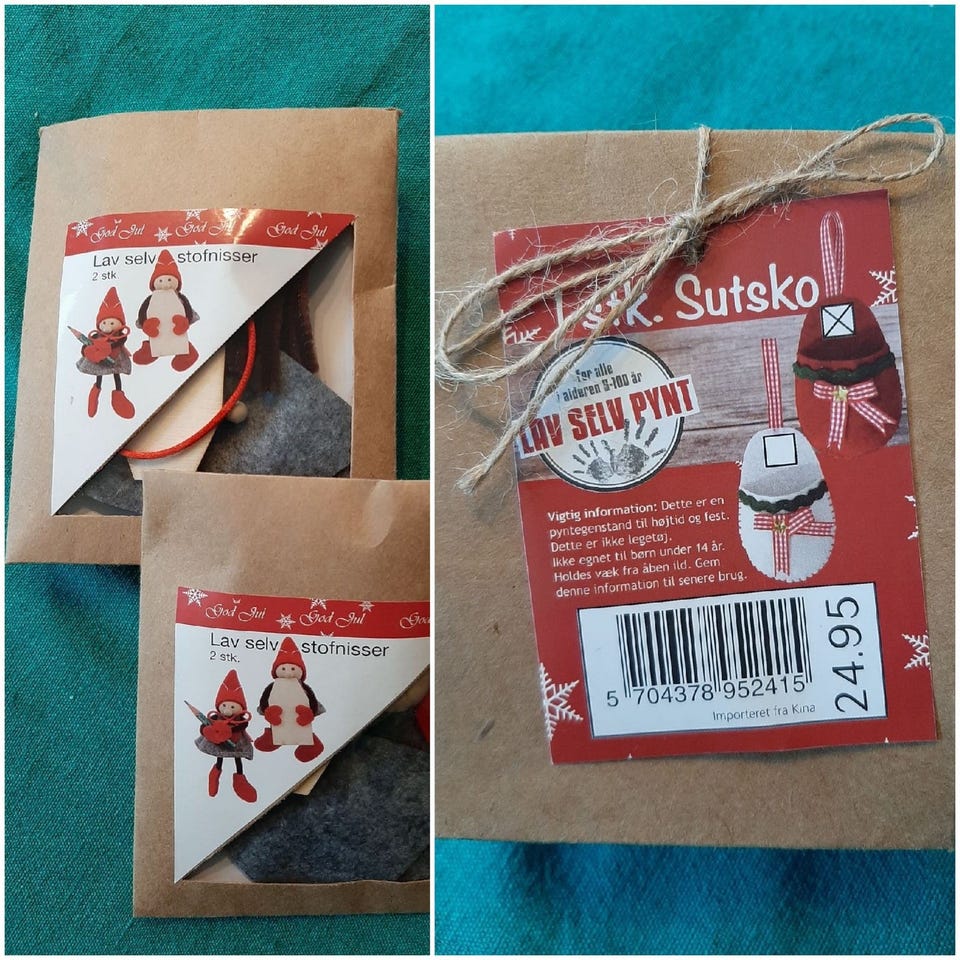 God Jul God Jul God Jul
Lav selv stofnisser
2 stk.
God Jul God Jul
Lav selv stofnisser
2 stk.
stk. Sutsko
for alle
i alderen 3-100 år
LAV SELV PYNT
Vigtig information: Dette er en
pyntegenstand til højtid og fest.
Dette er ikke legetøj.
Ikke egnet til børn under 14 år.
Holdes væk fra åben ild. Gem
denne information til senere brug.
5 704378 952415
24.95
Importeret fra Kina